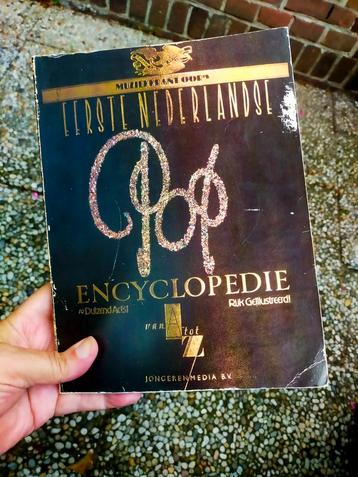 MUZIEKKRANT OOR's
EERSTE NEDERLANDSE
Pop
ENCYCLOPEDIE
Rijk Geïllustreerd!
van A tot Z
JONGERENMEDIA B.V.